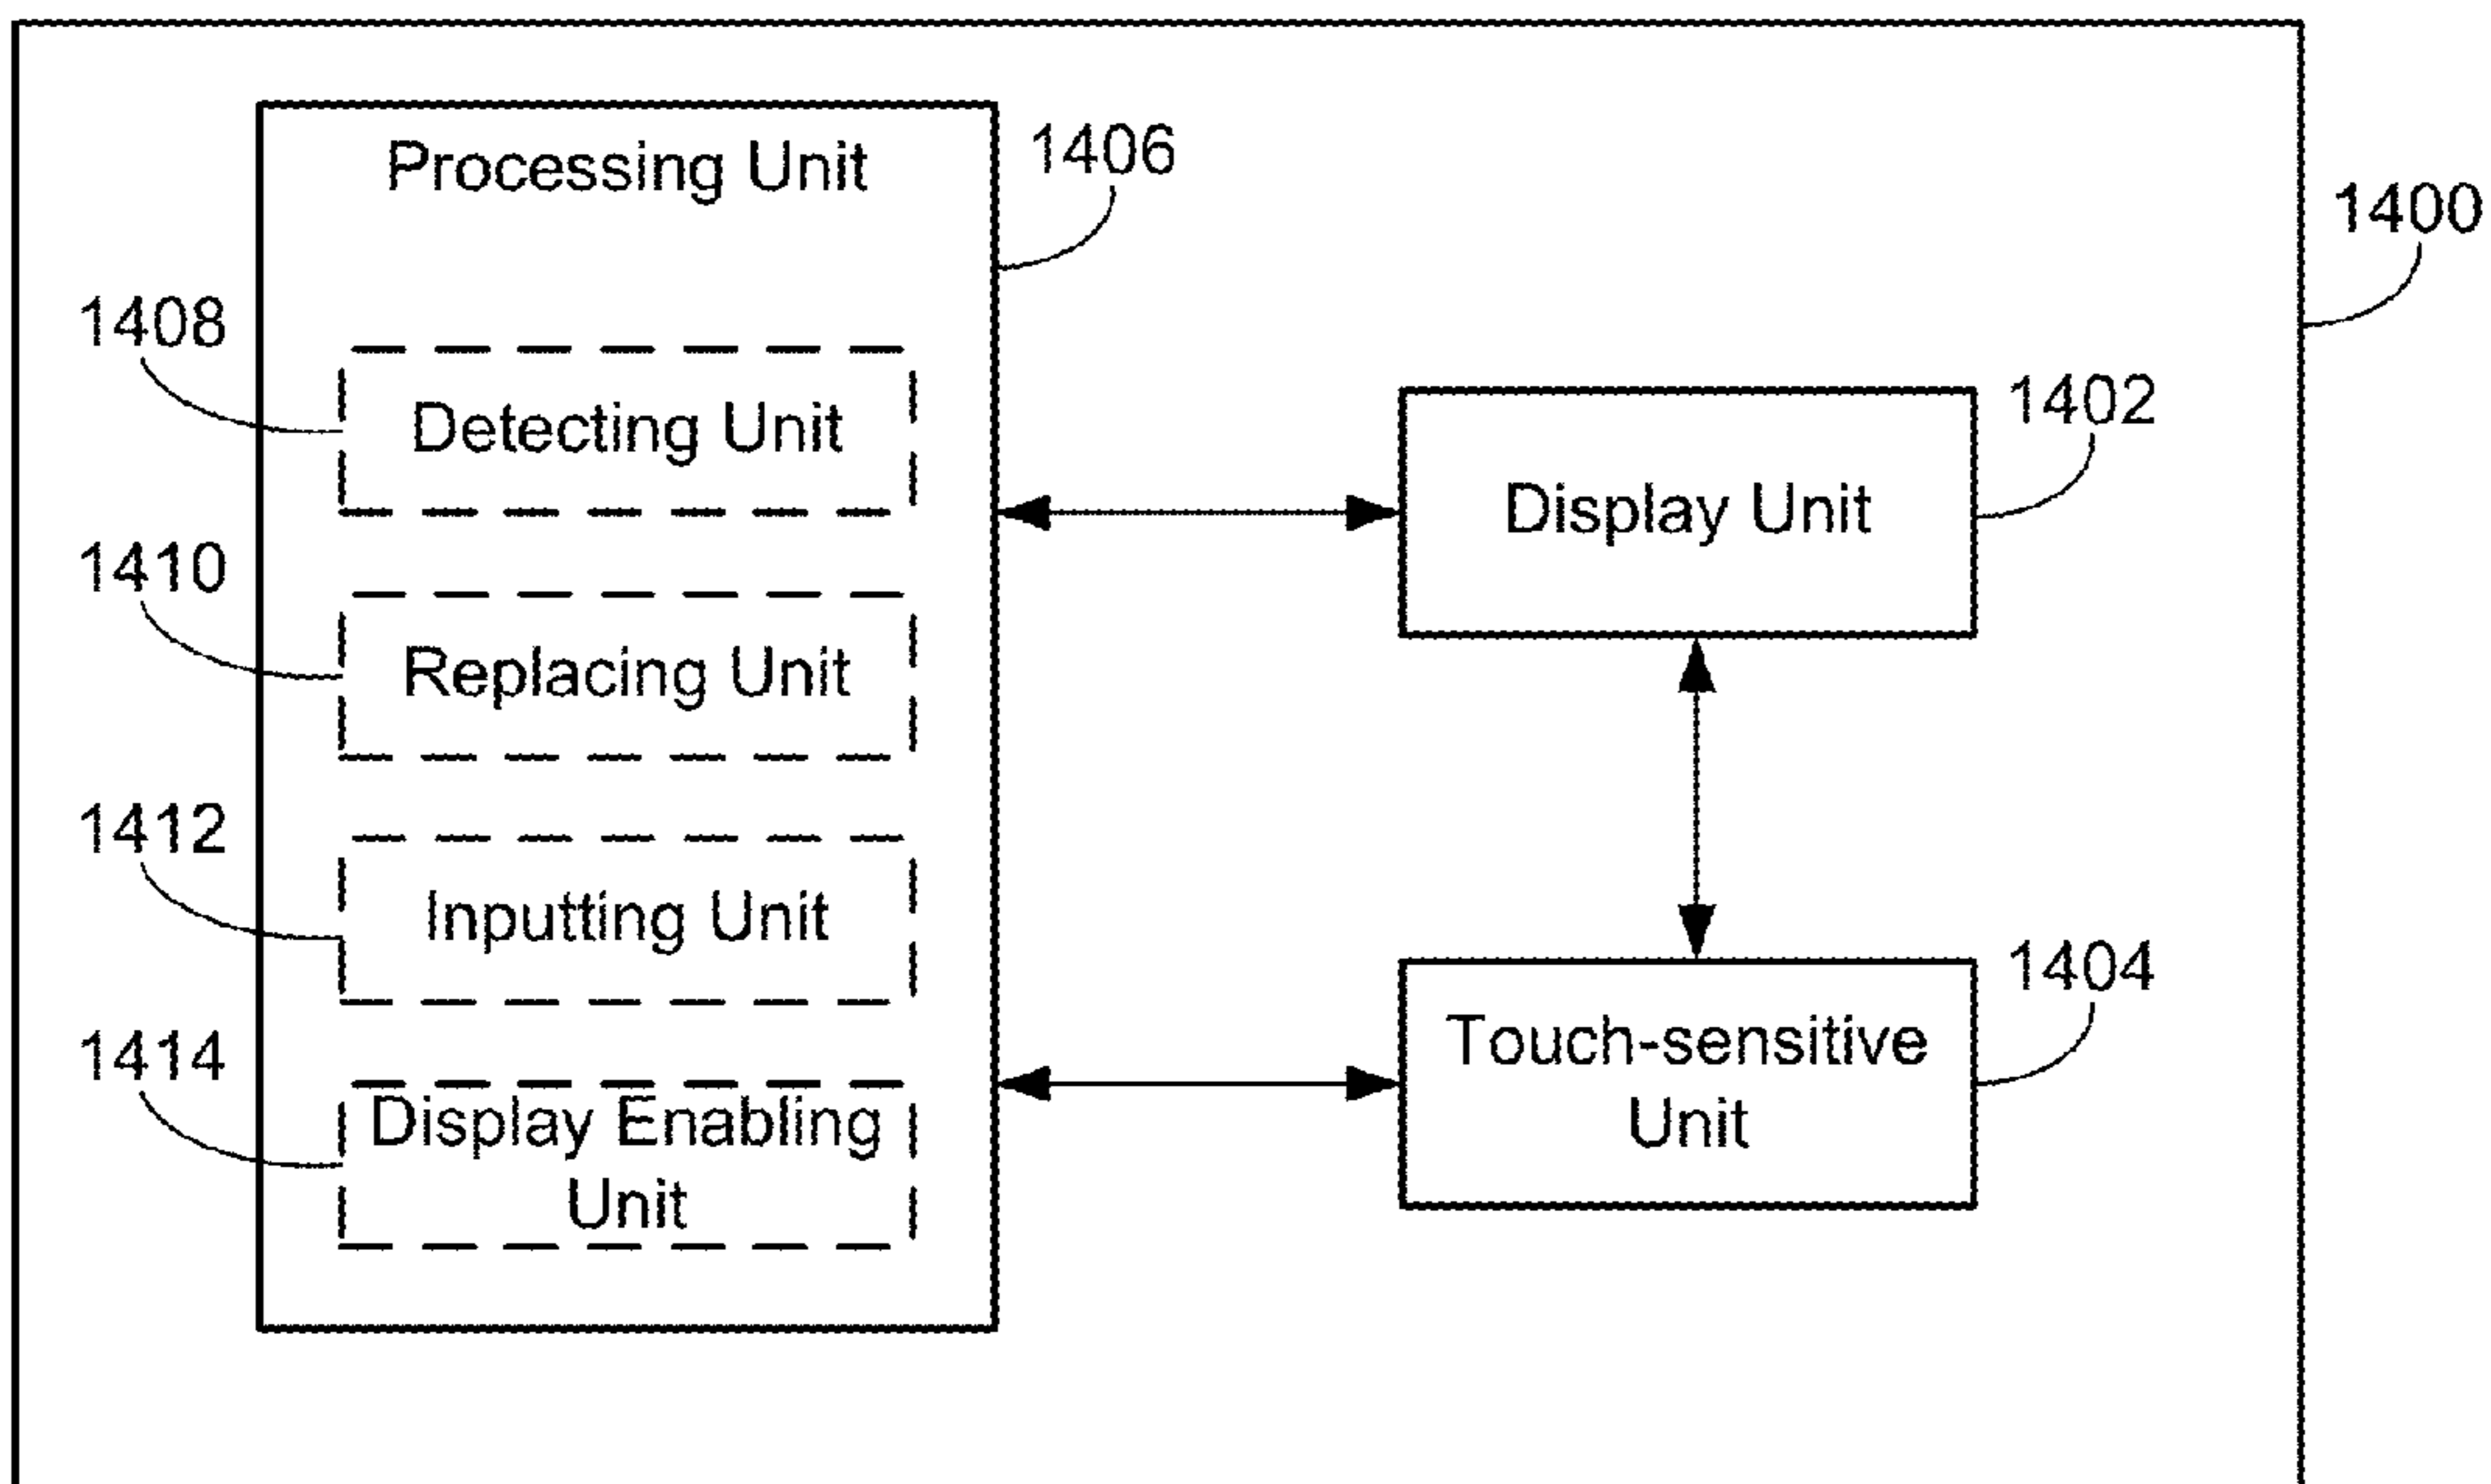 Processing Unit
1406
1400
1408
Detecting Unit
1402
Display Unit
1410
Replacing Unit
1412
Inputting Unit
1404
Touch-sensitive
Unit
1414
Display Enabling
Unit